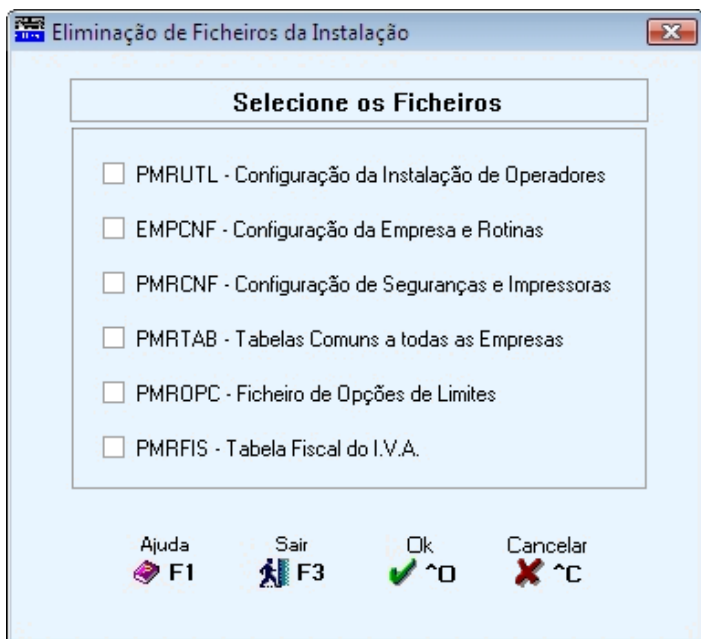 Eliminação de Ficheiros da Instalação
Selecione os Ficheiros
PMRUTL - Configuração da Instalação de Operadores
EMPCNF - Configuração da Empresa e Rotinas
PMRCNF - Configuração de Seguranças e Impressoras
PMRTAB - Tabelas Comuns a todas as Empresas
PMROPC - Ficheiro de Opções de Limites
PMRFIS - Tabela Fiscal do I.V.A.
Ajuda Sair Ok Cancelar
F1 F3 ^O ^C